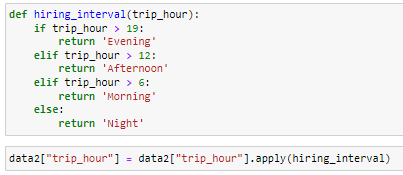 def hiring_interval(trip_hour):
    if trip_hour > 19:
        return 'Evening'
    elif trip_hour > 12:
        return 'Afternoon'
    elif trip_hour > 6:
        return 'Morning'
    else:
        return 'Night'
data2["trip_hour"] = data2["trip_hour"].apply(hiring_interval)